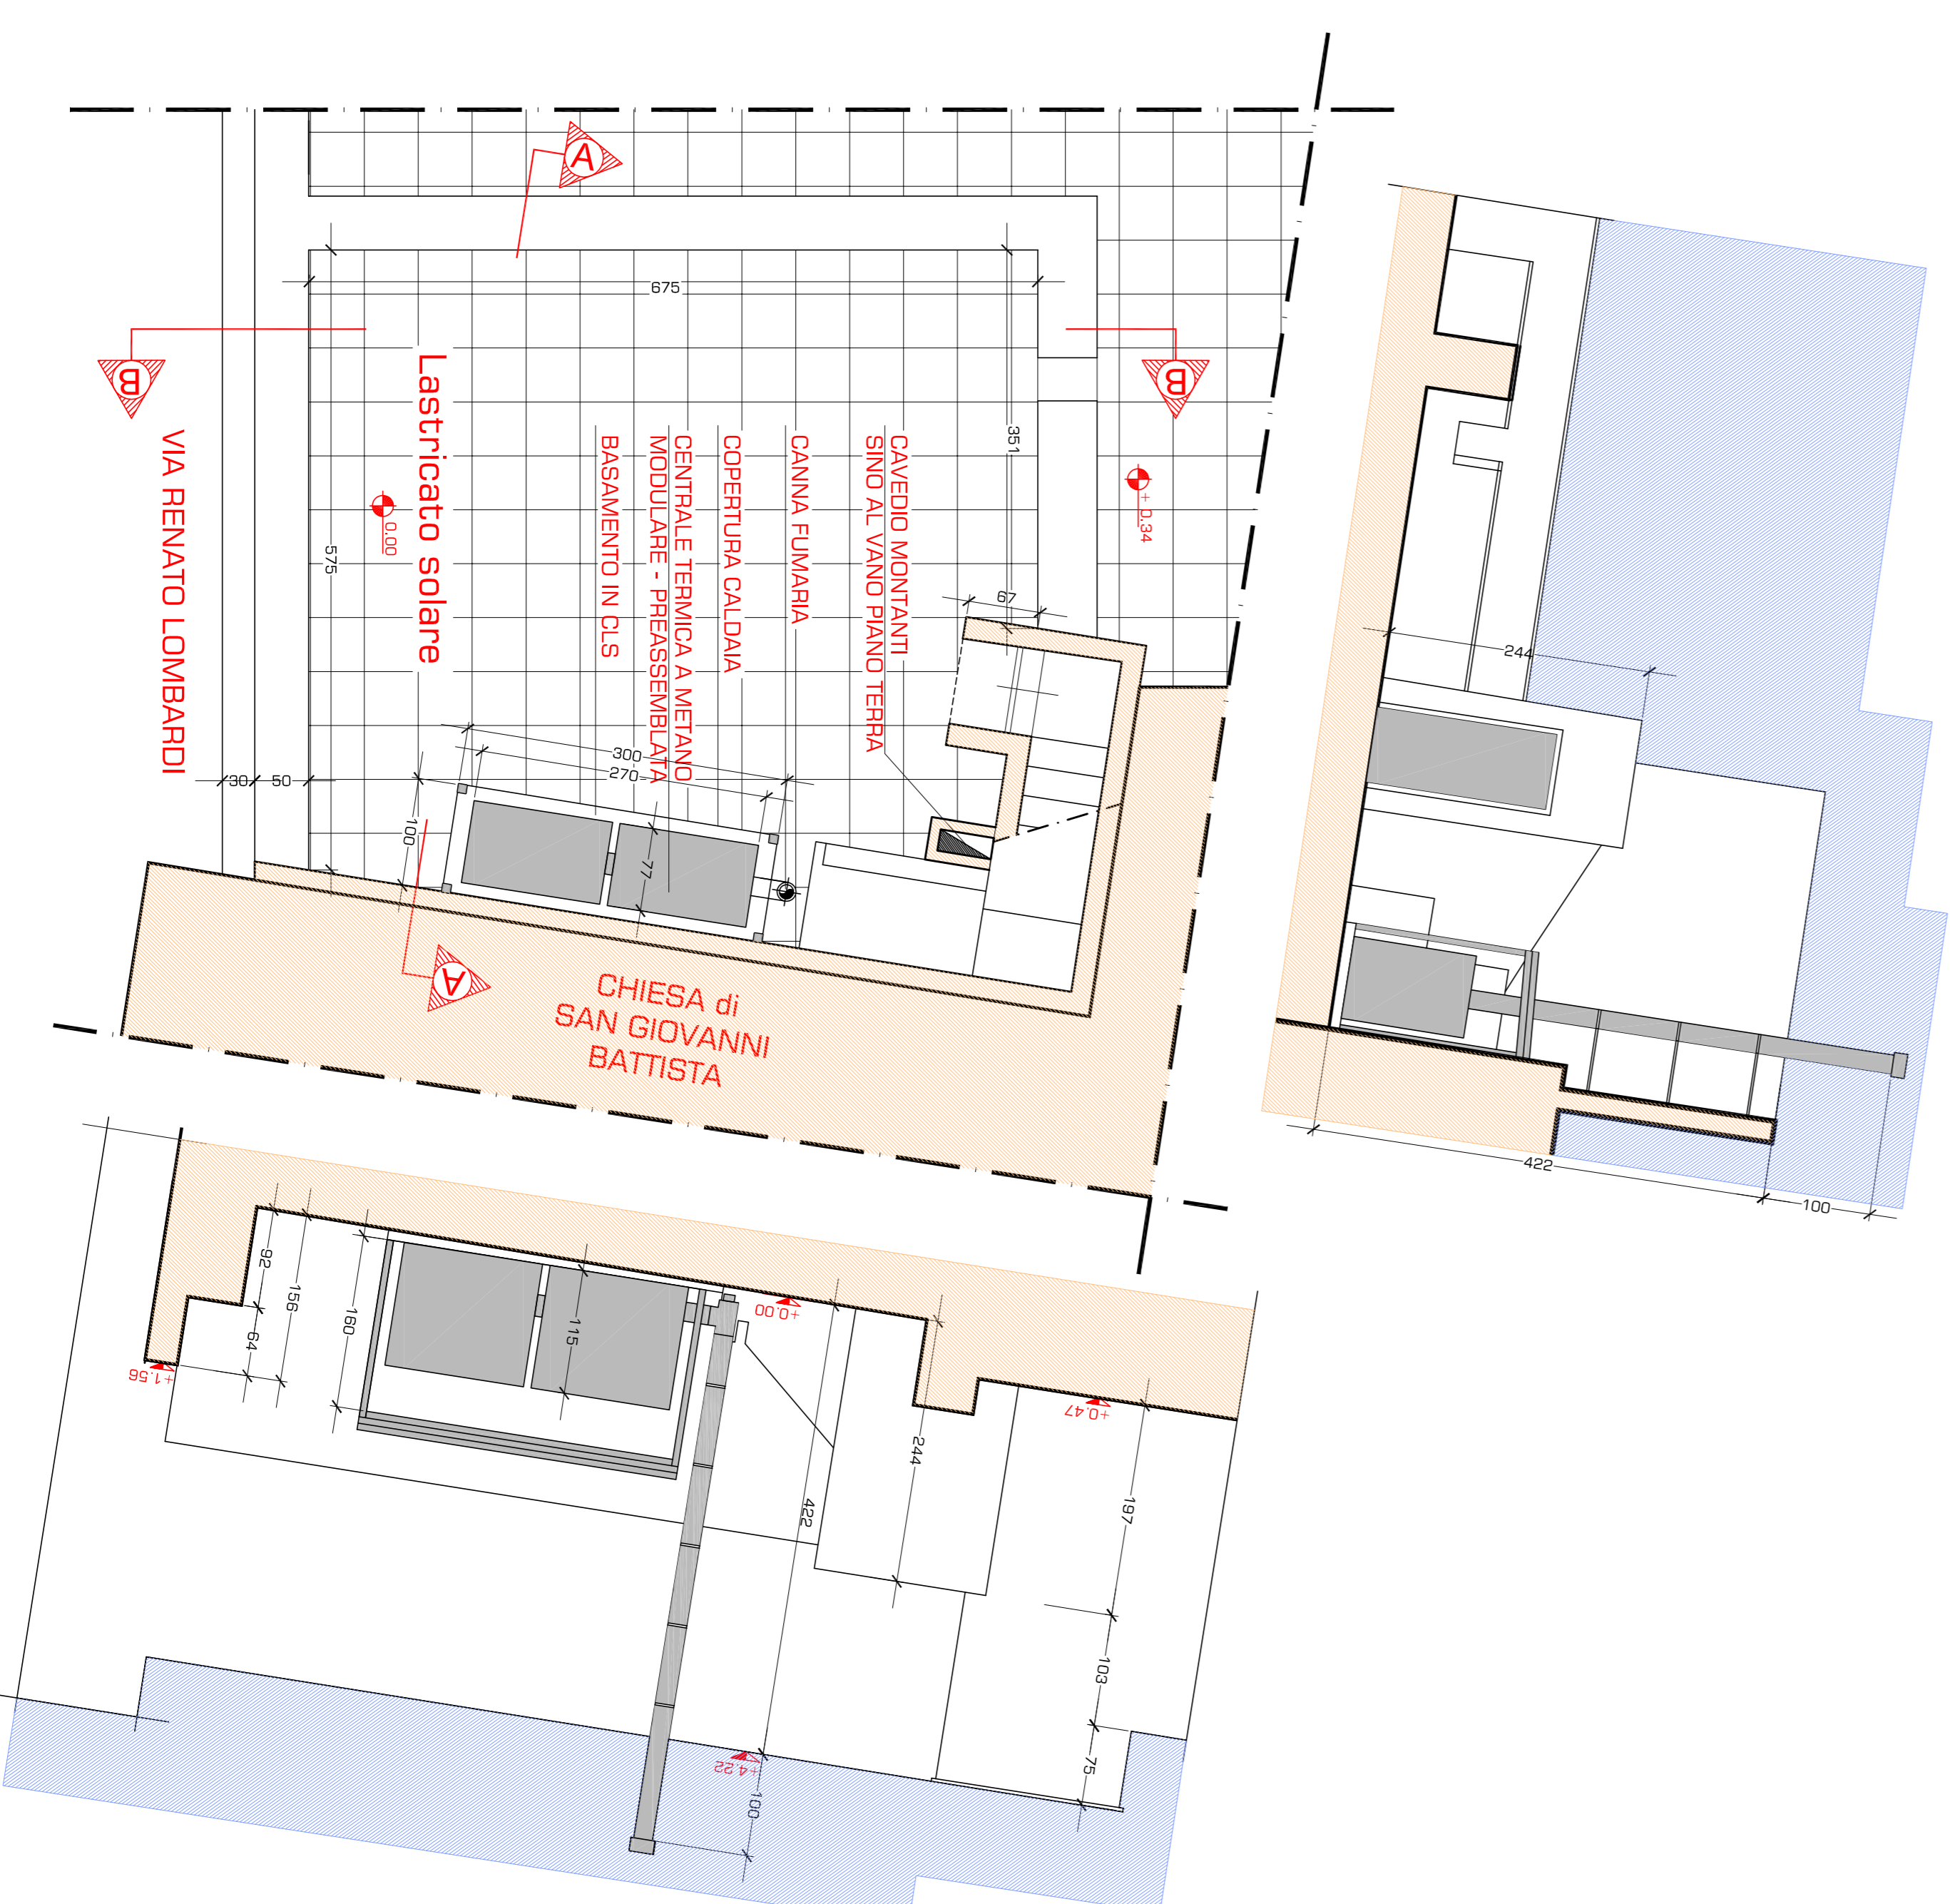 A
675
B
B
Lastricato solare
VIA RENATO LOMBARDI
351
+ 0.34
0.00
575
CAVEDIO MONTANTI
SINO AL VANO PIANO TERRA
CANNA FUMARIA
COPERTURA CALDAIA
CENTRALE TERMICA A METANO
MODULARE - PREASSEMBLATA
BASAMENTO IN CLS
67
300
270
30
50
100
77
A
CHIESA di
SAN GIOVANNI
BATTISTA
244
422
100
92
64
156
160
115
+0.00
+1.56
+0.47
244
422
197
103
75
+4.22
100